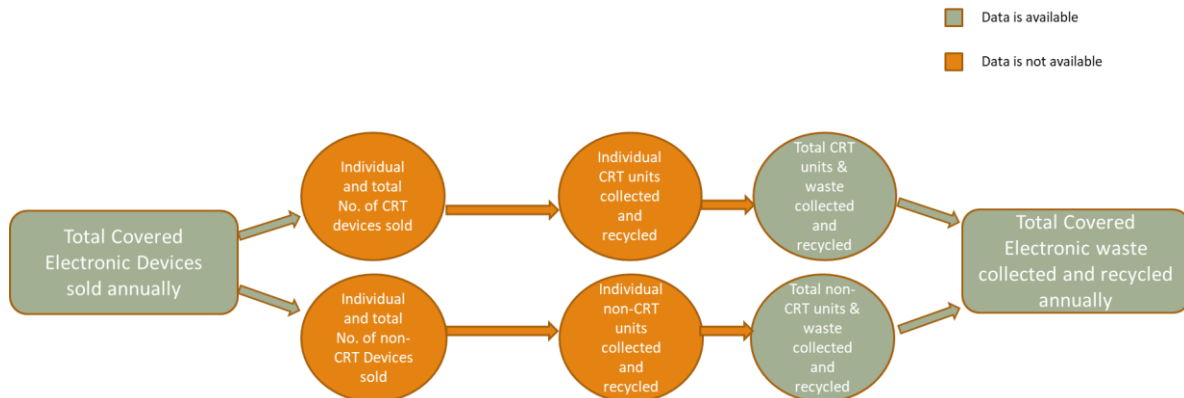 Data is available
Data is not available
Total Covered
Electronic Devices
sold annually
Individual
and total
No. of CRT
devices sold
Individual
CRT units
collected
and
recycled
Total CRT
units &
waste
collected
and
recycled
Total Covered
Electronic waste
collected and recycled
annually
Individual
and total
No. of non-
CRT Devices
sold
Individual
non-CRT
units
collected
and
recycled
Total non-
CRT units &
waste
collected
and
recycled